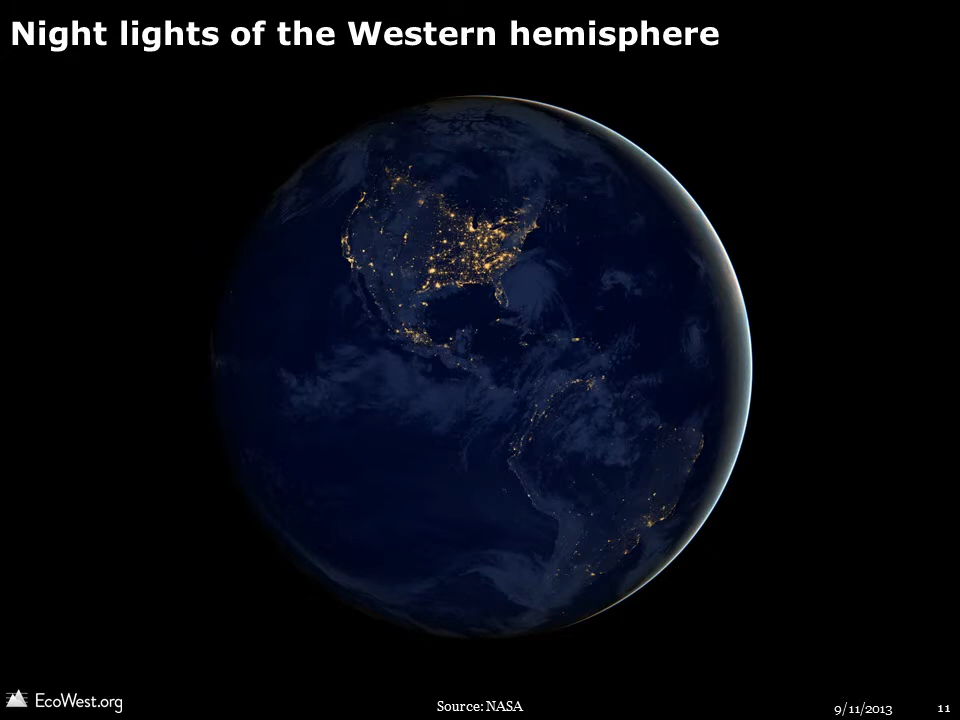 Night lights of the Western hemisphere
EcoWest.org
Source: NASA
9/11/2013
11